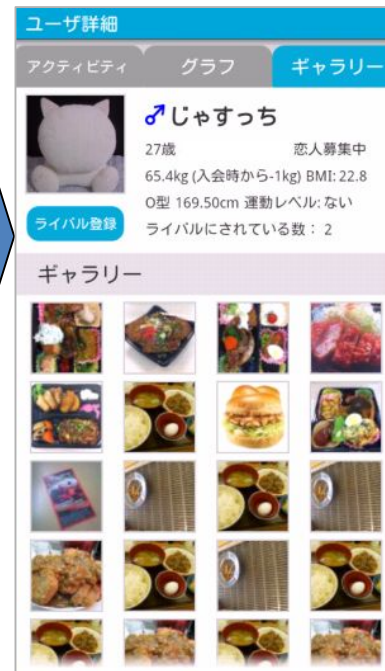 ユーザ詳細
アクティビティ グラフ ギャラリー
♂じゃすっち
27歳 恋人募集中
65.4kg (入会時から-1kg) BMI: 22.8
O型 169.50cm 運動レベル: ない
ライバル登録 ライバルにされている数： 2
ギャラリー